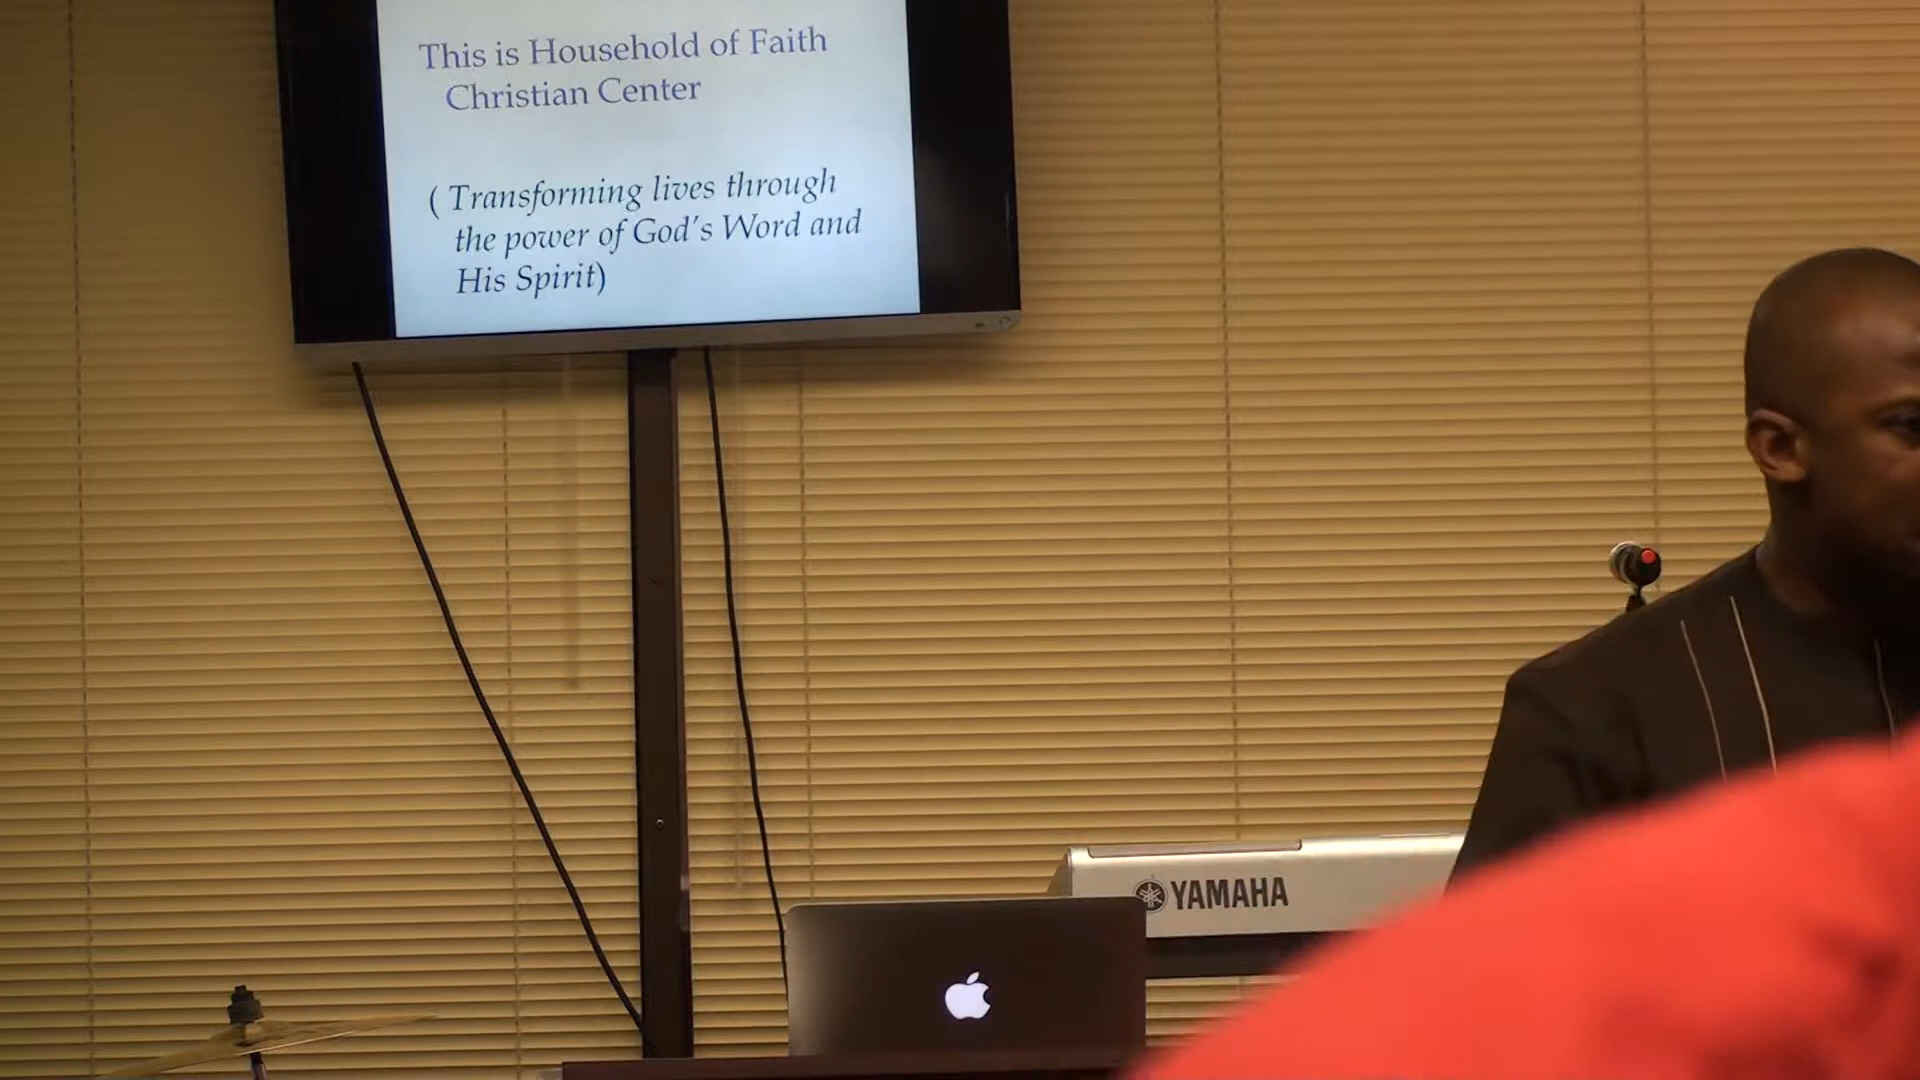 This is Household of Faith
Christian Center
( Transforming lives through
the power of God's Word and
His Spirit)
YAMAHA